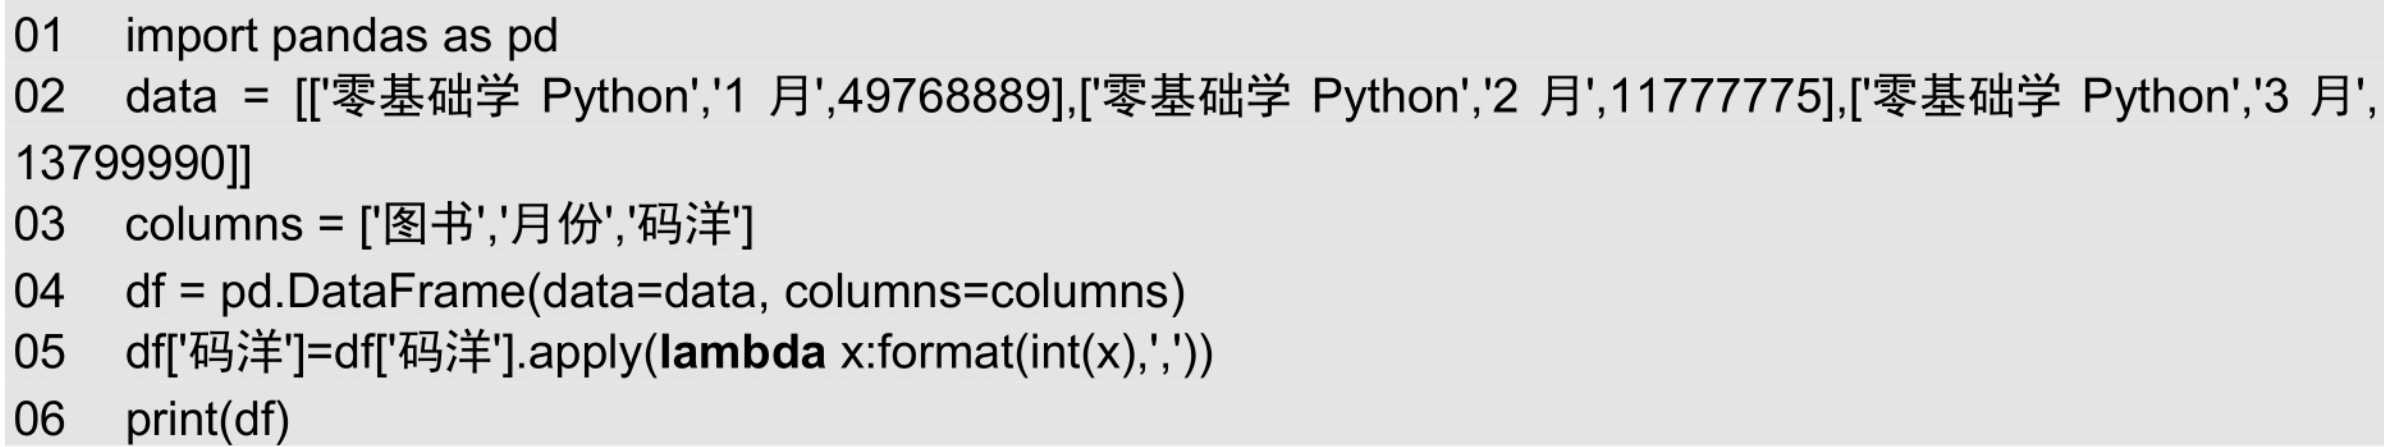 01 import pandas as pd
02 data = [['零基础学 Python','1 月',49768889],['零基础学 Python','2 月',11777775],['零基础学 Python','3 月',
13799990]]
03 columns = ['图书','月份','码洋']
04 df = pd.DataFrame(data=data, columns=columns)
05 df['码洋']=df['码洋'].apply(lambda x:format(int(x),','))
06 print(df)